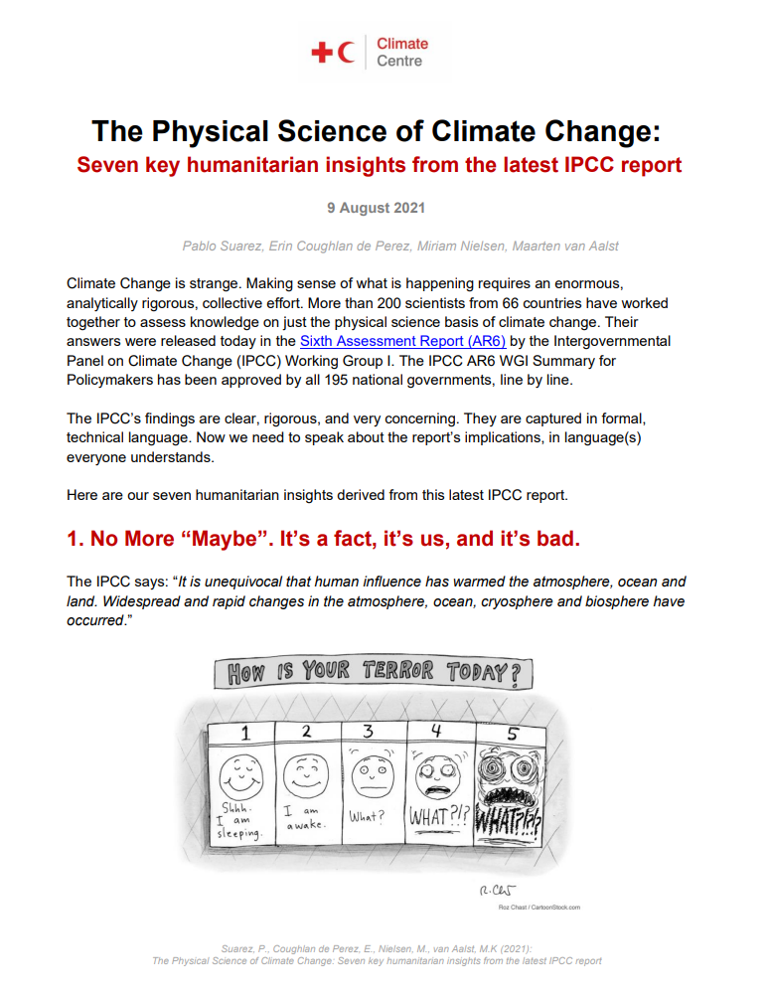 Climate
Centre
The Physical Science of Climate Change:
Seven key humanitarian insights from the latest IPCC report
9 August 2021
Pablo Suarez, Erin Coughlan de Perez, Miriam Nielsen, Maarten van Aalst
Climate Change is strange. Making sense of what is happening requires an enormous,
analytically rigorous, collective effort. More than 200 scientists from 66 countries have worked
together to assess knowledge on just the physical science basis of climate change. Their
answers were released today in the Sixth Assessment Report (AR6) by the Intergovernmental
Panel on Climate Change (IPCC) Working Group I. The IPCC AR6 WGI Summary for
Policymakers has been approved by all 195 national governments, line by line.
The IPCC’s findings are clear, rigorous, and very concerning. They are captured in formal,
technical language. Now we need to speak about the report’s implications, in language(s)
everyone understands.
Here are our seven humanitarian insights derived from this latest IPCC report.
1. No More “Maybe”. It’s a fact, it’s us, and it’s bad.
The IPCC says: “It is unequivocal that human influence has warmed the atmosphere, ocean and
land. Widespread and rapid changes in the atmosphere, ocean, cryosphere and biosphere have
occurred.”
HOW IS YOUR TERROR TODAY?
1 2 3 4 5
Shhh.
I am
sleeping.
I am
awake.
What?
WHAT?!?
WHAT?!?!?
R. Chast
Roz Chast / CartoonStock.com
Suarez, P., Coughlan de Perez, E., Nielsen, M., van Aalst, M.K (2021):
The Physical Science of Climate Change: Seven key humanitarian insights from the latest IPCC report